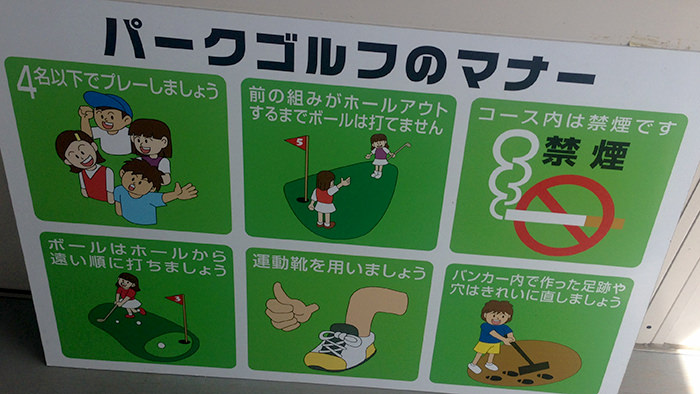 パークゴルフのマナー
4名以下でプレーしましょう
前の組みがホールアウト
するまでボールは打てません
コース内は禁煙です
禁煙
5
ボールはホールから
遠い順に打ちましょう
5
運動靴を用いましょう
バンカー内で作った足跡や
穴はきれいに直しましょう